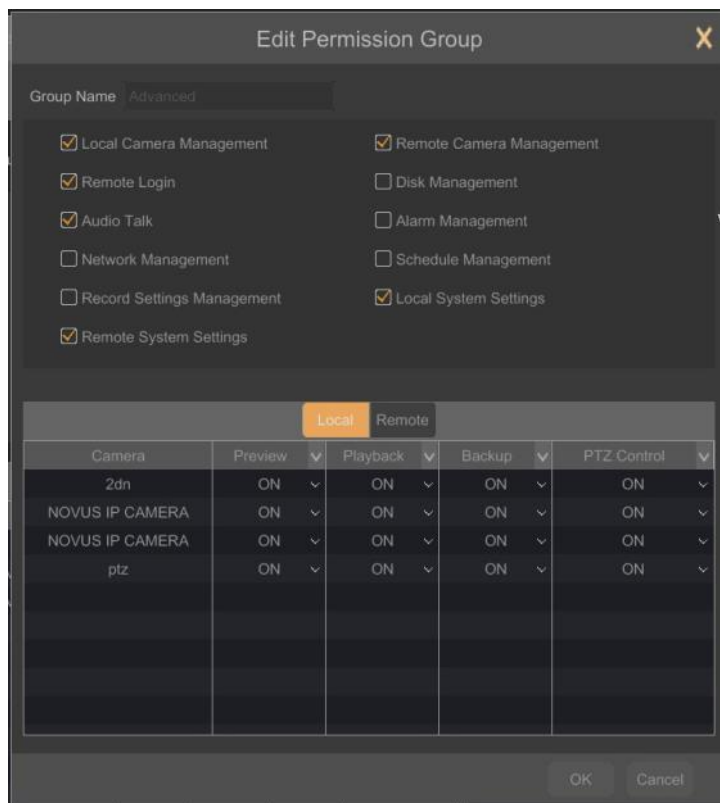 Edit Permission Group
X
Group Name Advanced
Local Camera Management Remote Camera Management
Remote Login Disk Management
Audio Talk Alarm Management
Network Management Schedule Management
Record Settings Management Local System Settings
Remote System Settings
Local Remote
Camera Preview Playback Backup PTZ Control
2dn ON ON ON ON
NOVUS IP CAMERA ON ON ON ON
NOVUS IP CAMERA ON ON ON ON
ptz ON ON ON ON
OK Cancel